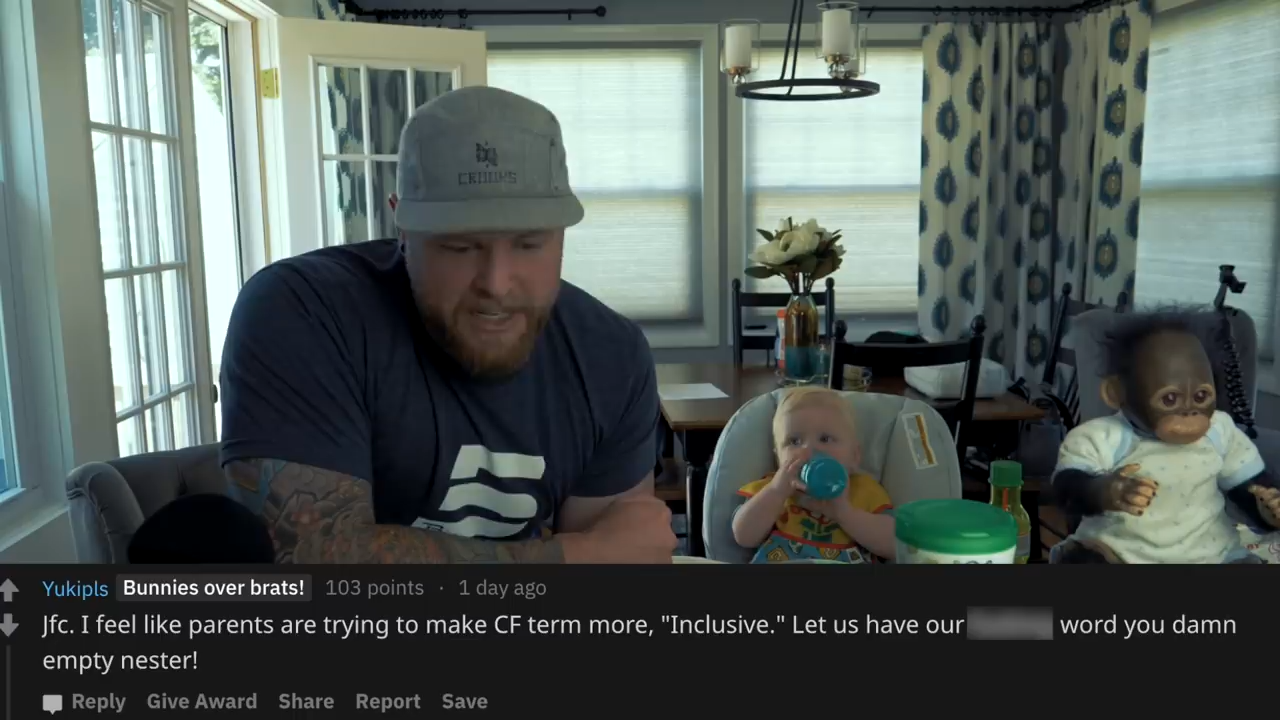 CROOKS
5
Yukipls Bunnies over brats! 103 points · 1 day ago
Jfc. I feel like parents are trying to make CF term more, "Inclusive." Let us have our word you damn
empty nester!
Reply Give Award Share Report Save